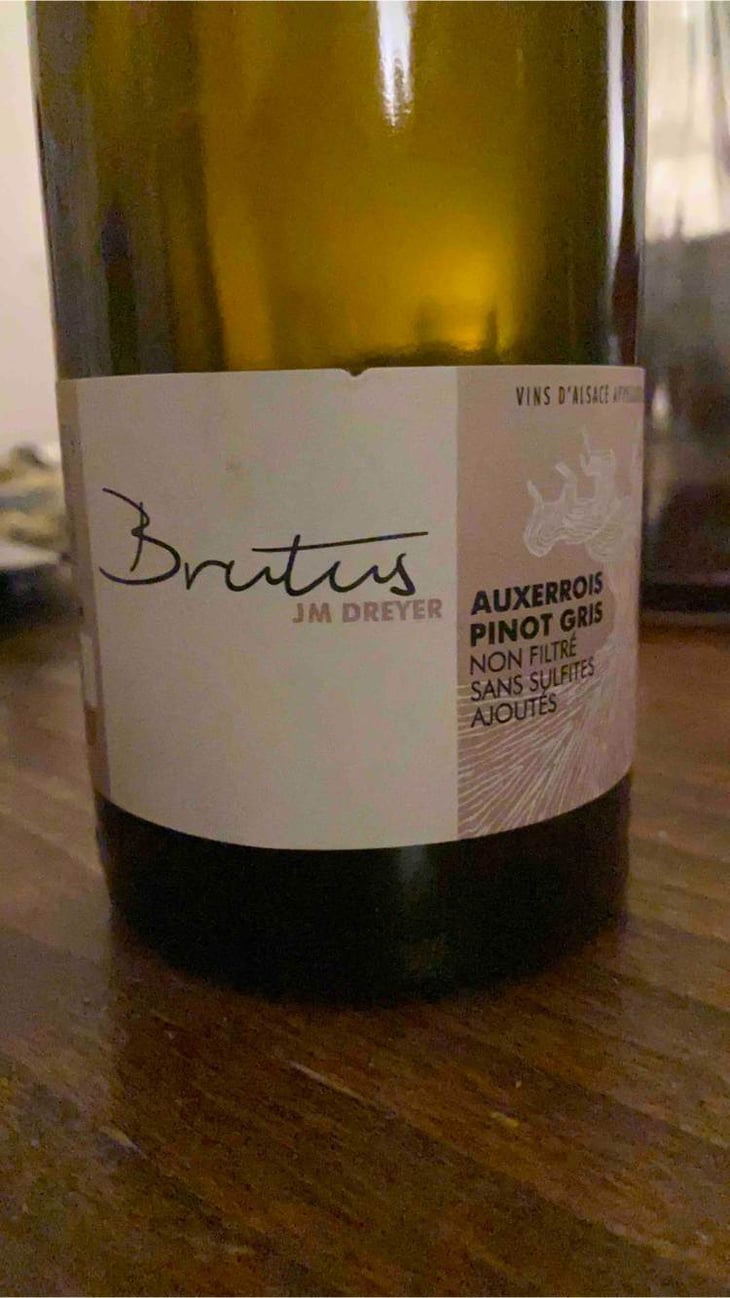 Brutus
JM DREYER
VINS D'ALSACE
AUXERROIS
PINOT GRIS
NON FILTRÉ
SANS SULFITES
AJOUTÉS